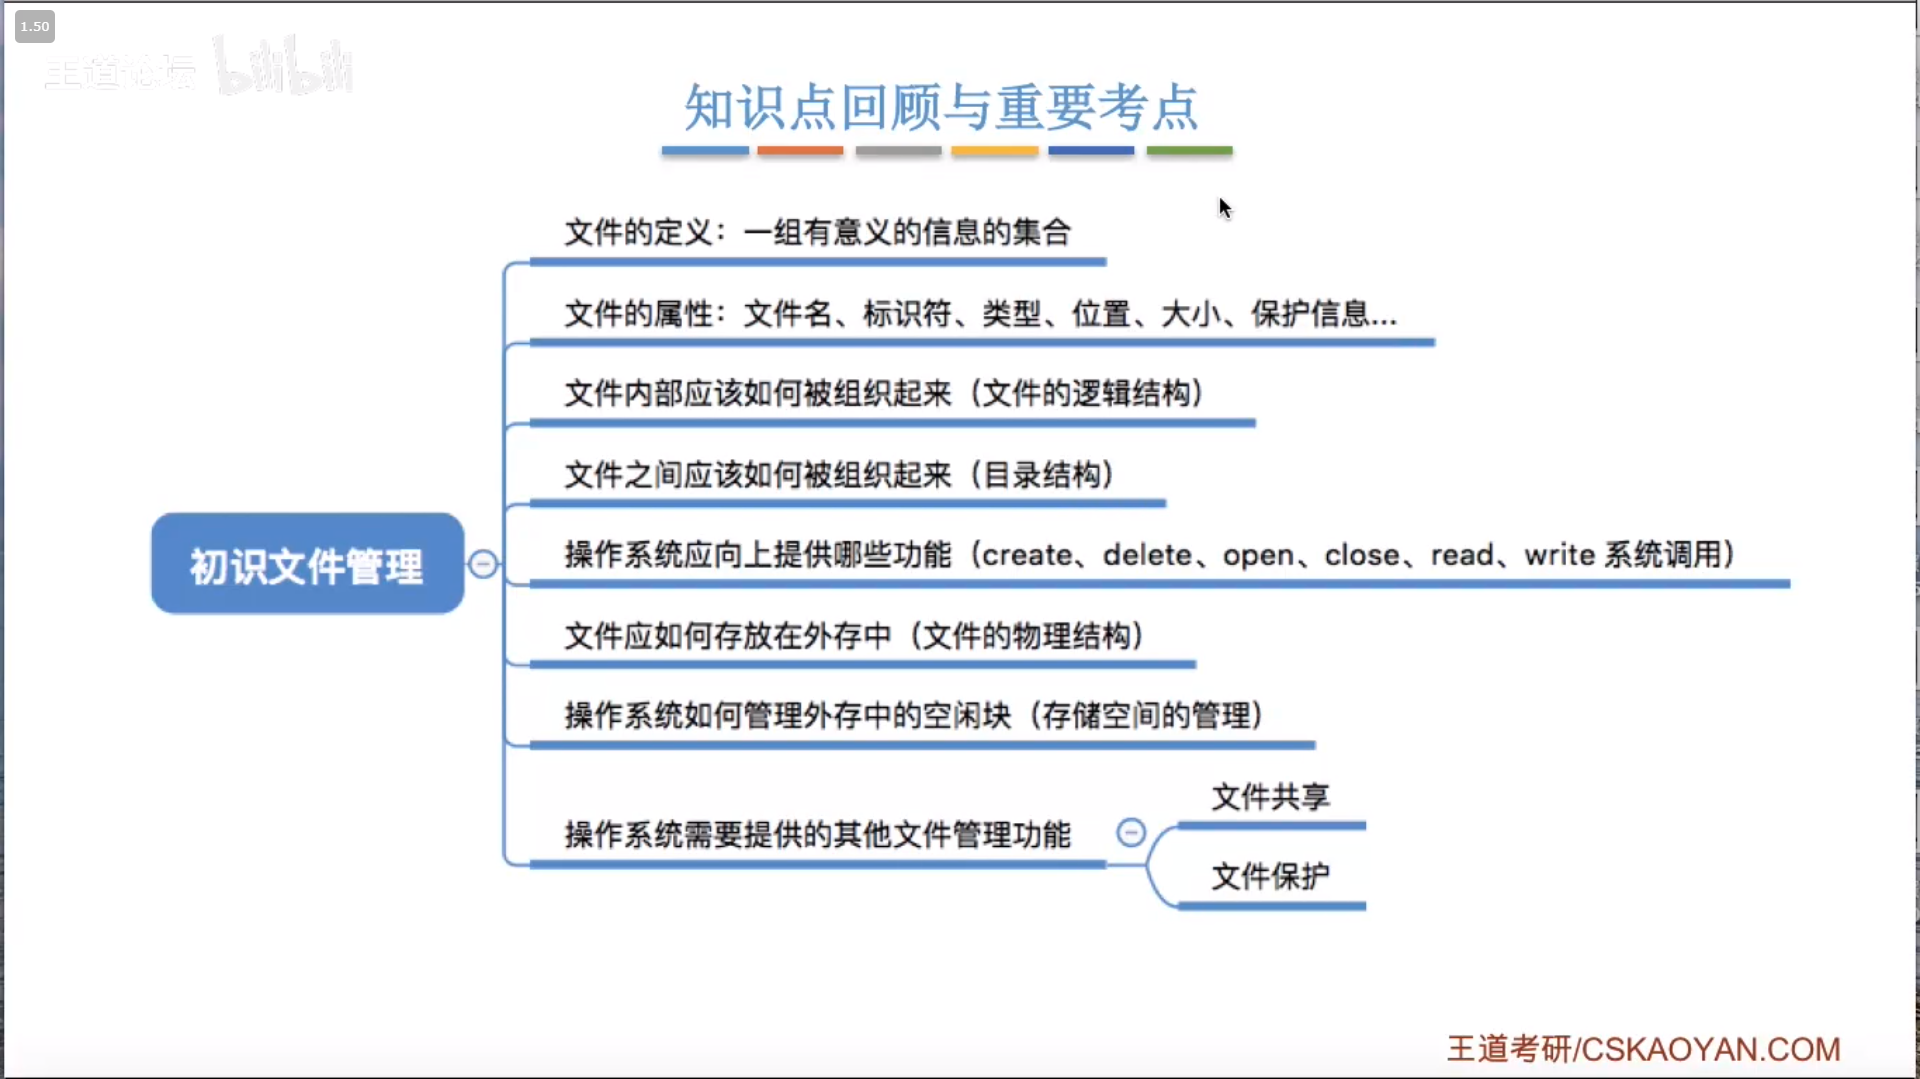 1.50
王道论坛 bilibili
知识点回顾与重要考点
文件的定义：一组有意义的信息的集合
文件的属性：文件名、标识符、类型、位置、大小、保护信息...
文件内部应该如何被组织起来（文件的逻辑结构）
文件之间应该如何被组织起来（目录结构）
初识文件管理
操作系统应向上提供哪些功能（create、delete、open、close、read、write 系统调用）
文件应如何存放在外存中（文件的物理结构）
操作系统如何管理外存中的空闲块（存储空间的管理）
操作系统需要提供的其他文件管理功能
文件共享
文件保护
王道考研/CSKAOYAN.COM